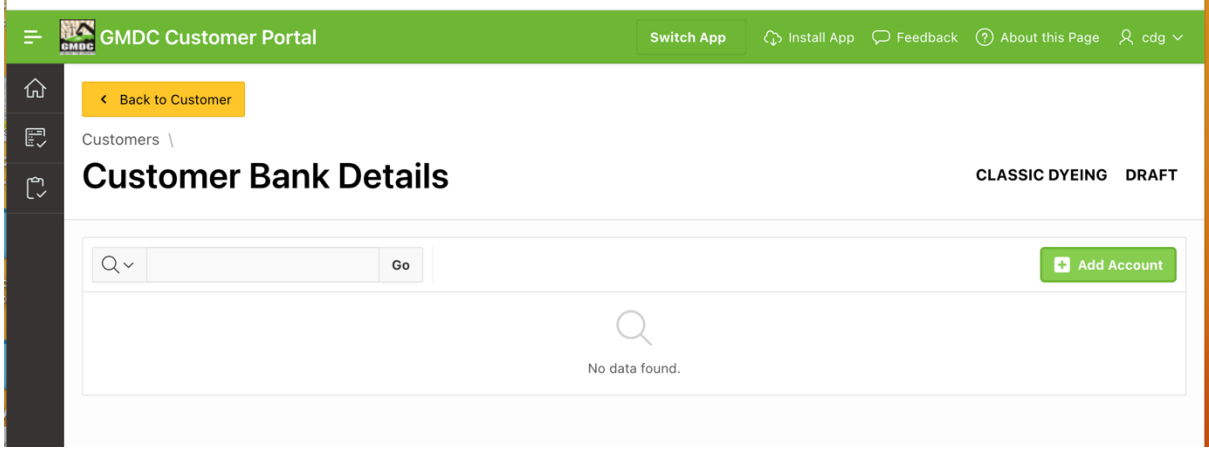 GMDC GMDC Customer Portal Switch App Install App Feedback About this Page cdg
Back to Customer
Customers \
Customer Bank Details CLASSIC DYEING DRAFT
Go Add Account
No data found.